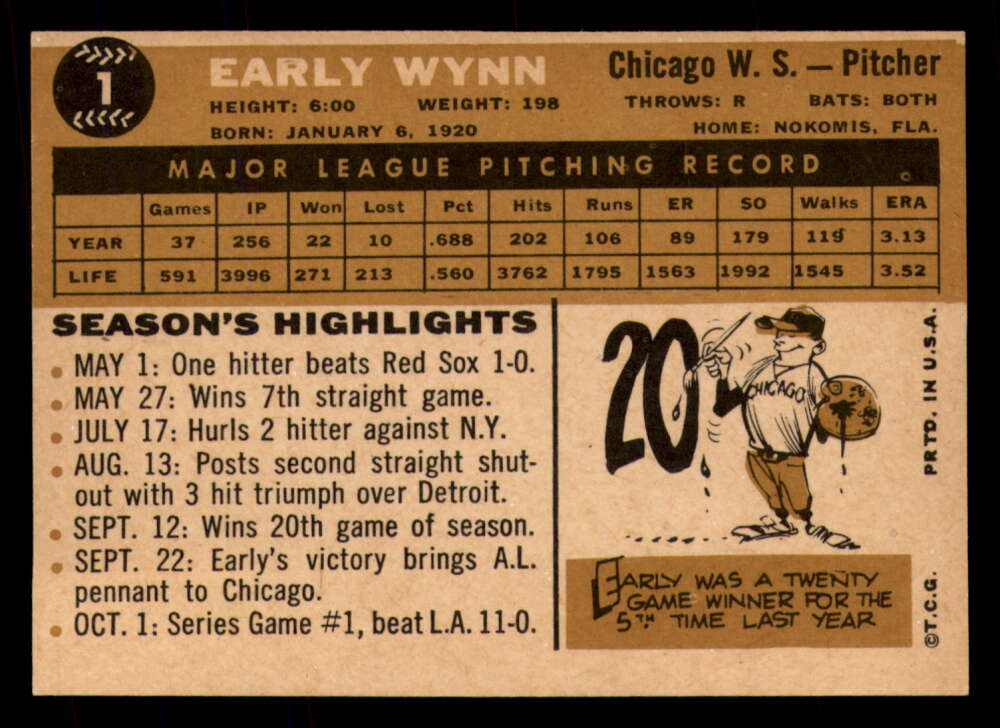 1
EARLY WYNN
Chicago W. S. — Pitcher
HEIGHT: 6:00 WEIGHT: 198 THROWS: R BATS: BOTH
BORN: JANUARY 6, 1920 HOME: NOKOMIS, FLA.
MAJOR LEAGUE PITCHING RECORD
Games IP Won Lost Pct Hits Runs ER SO Walks ERA
YEAR 37 256 22 10 .688 202 106 89 179 119 3.13
LIFE 591 3996 271 213 .560 3762 1795 1563 1992 1545 3.52
SEASON'S HIGHLIGHTS
• MAY 1: One hitter beats Red Sox 1-0.
• MAY 27: Wins 7th straight game.
• JULY 17: Hurls 2 hitter against N.Y.
• AUG. 13: Posts second straight shut-
out with 3 hit triumph over Detroit.
• SEPT. 12: Wins 20th game of season.
• SEPT. 22: Early's victory brings A.L.
pennant to Chicago.
• OCT. 1: Series Game #1, beat L.A. 11-0.
20
CHICAGO
EARLY WAS A TWENTY
GAME WINNER FOR THE
5TH TIME LAST YEAR
PRTD. IN U.S.A.
©T.C.G.